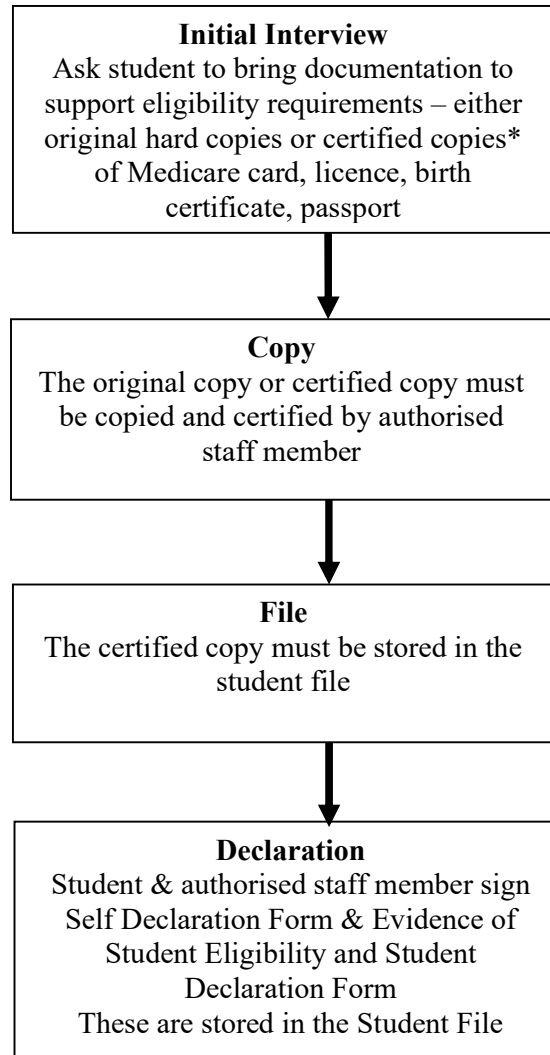 Initial Interview
Ask student to bring documentation to
support eligibility requirements – either
original hard copies or certified copies*
of Medicare card, licence, birth
certificate, passport
Copy
The original copy or certified copy must
be copied and certified by authorised
staff member
File
The certified copy must be stored in the
student file
Declaration
Student & authorised staff member sign
Self Declaration Form & Evidence of
Student Eligibility and Student
Declaration Form
These are stored in the Student File